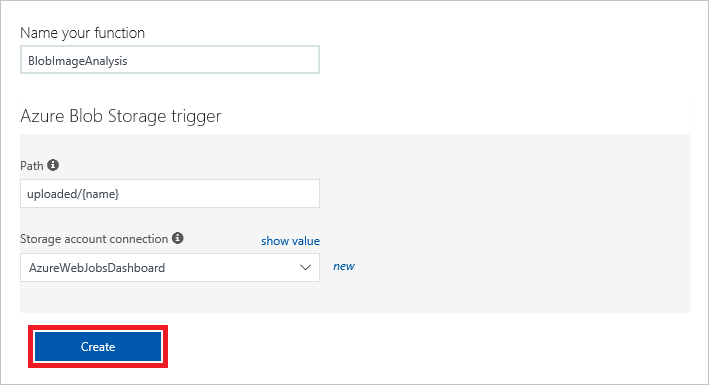 Name your function
BlobImageAnalysis
Azure Blob Storage trigger
Path
uploaded/{name}
Storage account connection show value
AzureWebJobsDashboard new
Create